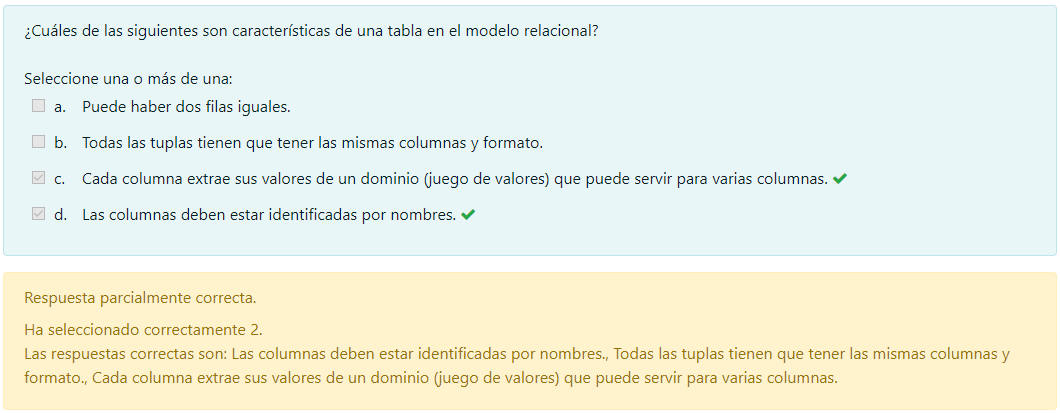 ¿Cuáles de las siguientes son características de una tabla en el modelo relacional?
Seleccione una o más de una:
a. Puede haber dos filas iguales.
b. Todas las tuplas tienen que tener las mismas columnas y formato.
c. Cada columna extrae sus valores de un dominio (juego de valores) que puede servir para varias columnas.
d. Las columnas deben estar identificadas por nombres.
Respuesta parcialmente correcta.
Ha seleccionado correctamente 2.
Las respuestas correctas son: Las columnas deben estar identificadas por nombres., Todas las tuplas tienen que tener las mismas columnas y
formato., Cada columna extrae sus valores de un dominio (juego de valores) que puede servir para varias columnas.